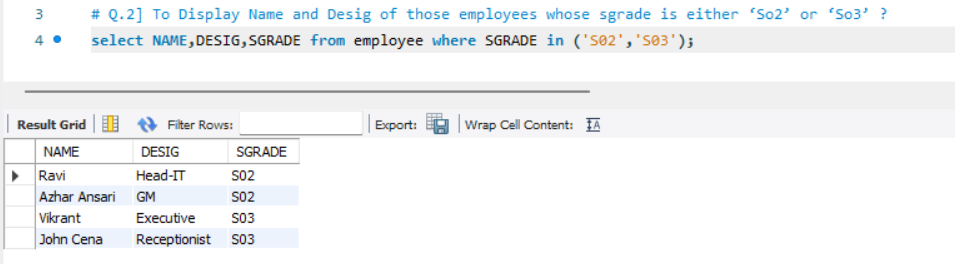 3 # Q.2] To Display Name and Desig of those employees whose sgrade is either ‘So2’ or ‘So3’ ?
4 select NAME,DESIG,SGRADE from employee where SGRADE in ('S02','S03');
Result Grid Filter Rows: Export: Wrap Cell Content: IA
NAME DESIG SGRADE
Ravi Head-IT S02
Azhar Ansari GM S02
Vikrant Executive S03
John Cena Receptionist S03